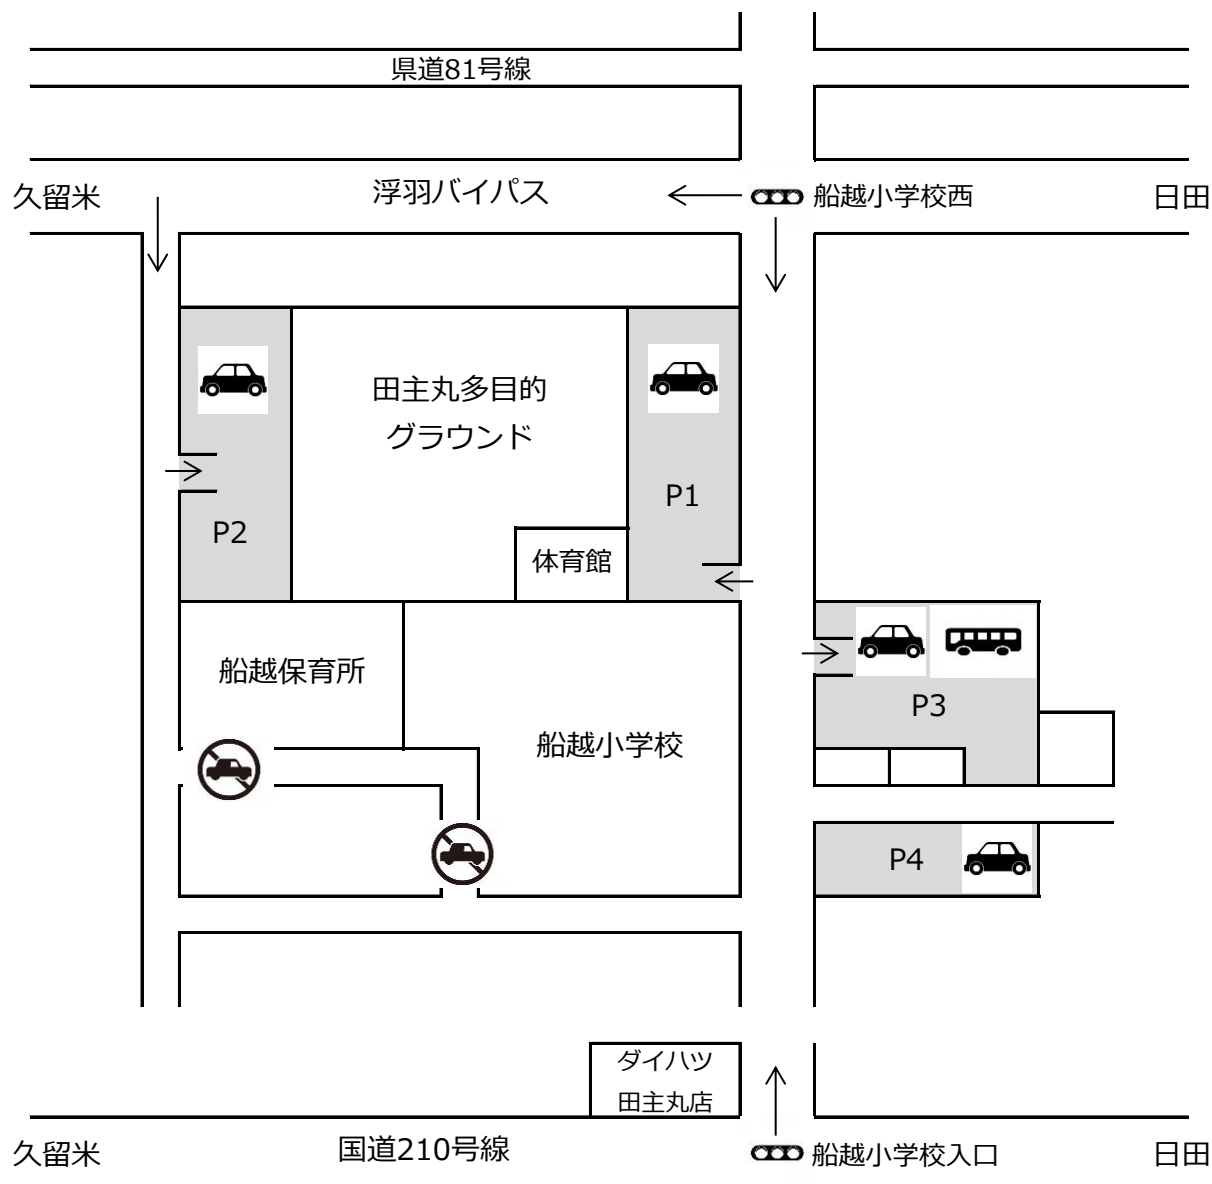 県道81号線
久留米
浮羽バイパス
船越小学校西
日田
田主丸多目的
グラウンド
P1
P2
体育館
船越保育所
船越小学校
P3
P4
ダイハツ
田主丸店
久留米
国道210号線
船越小学校入口
日田